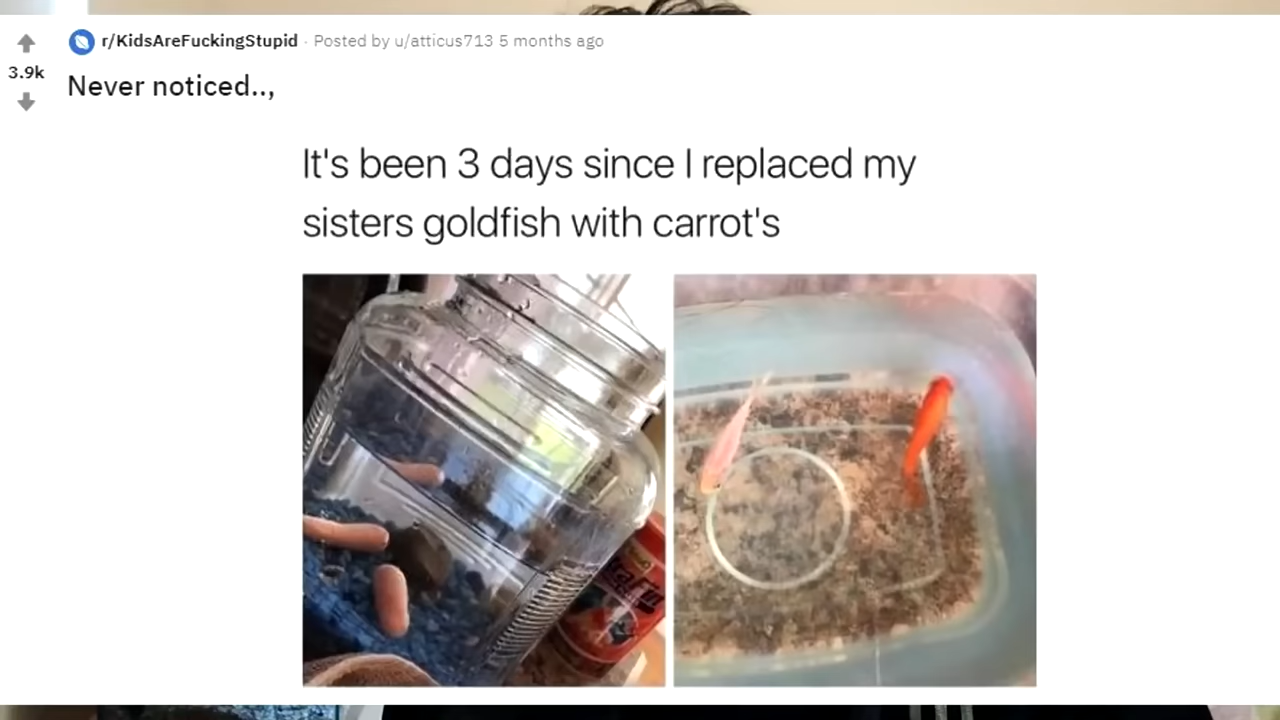 r/KidsAreFuckingStupid · Posted by u/atticus713 5 months ago
3.9k
Never noticed..,
It's been 3 days since I replaced my
sisters goldfish with carrot's